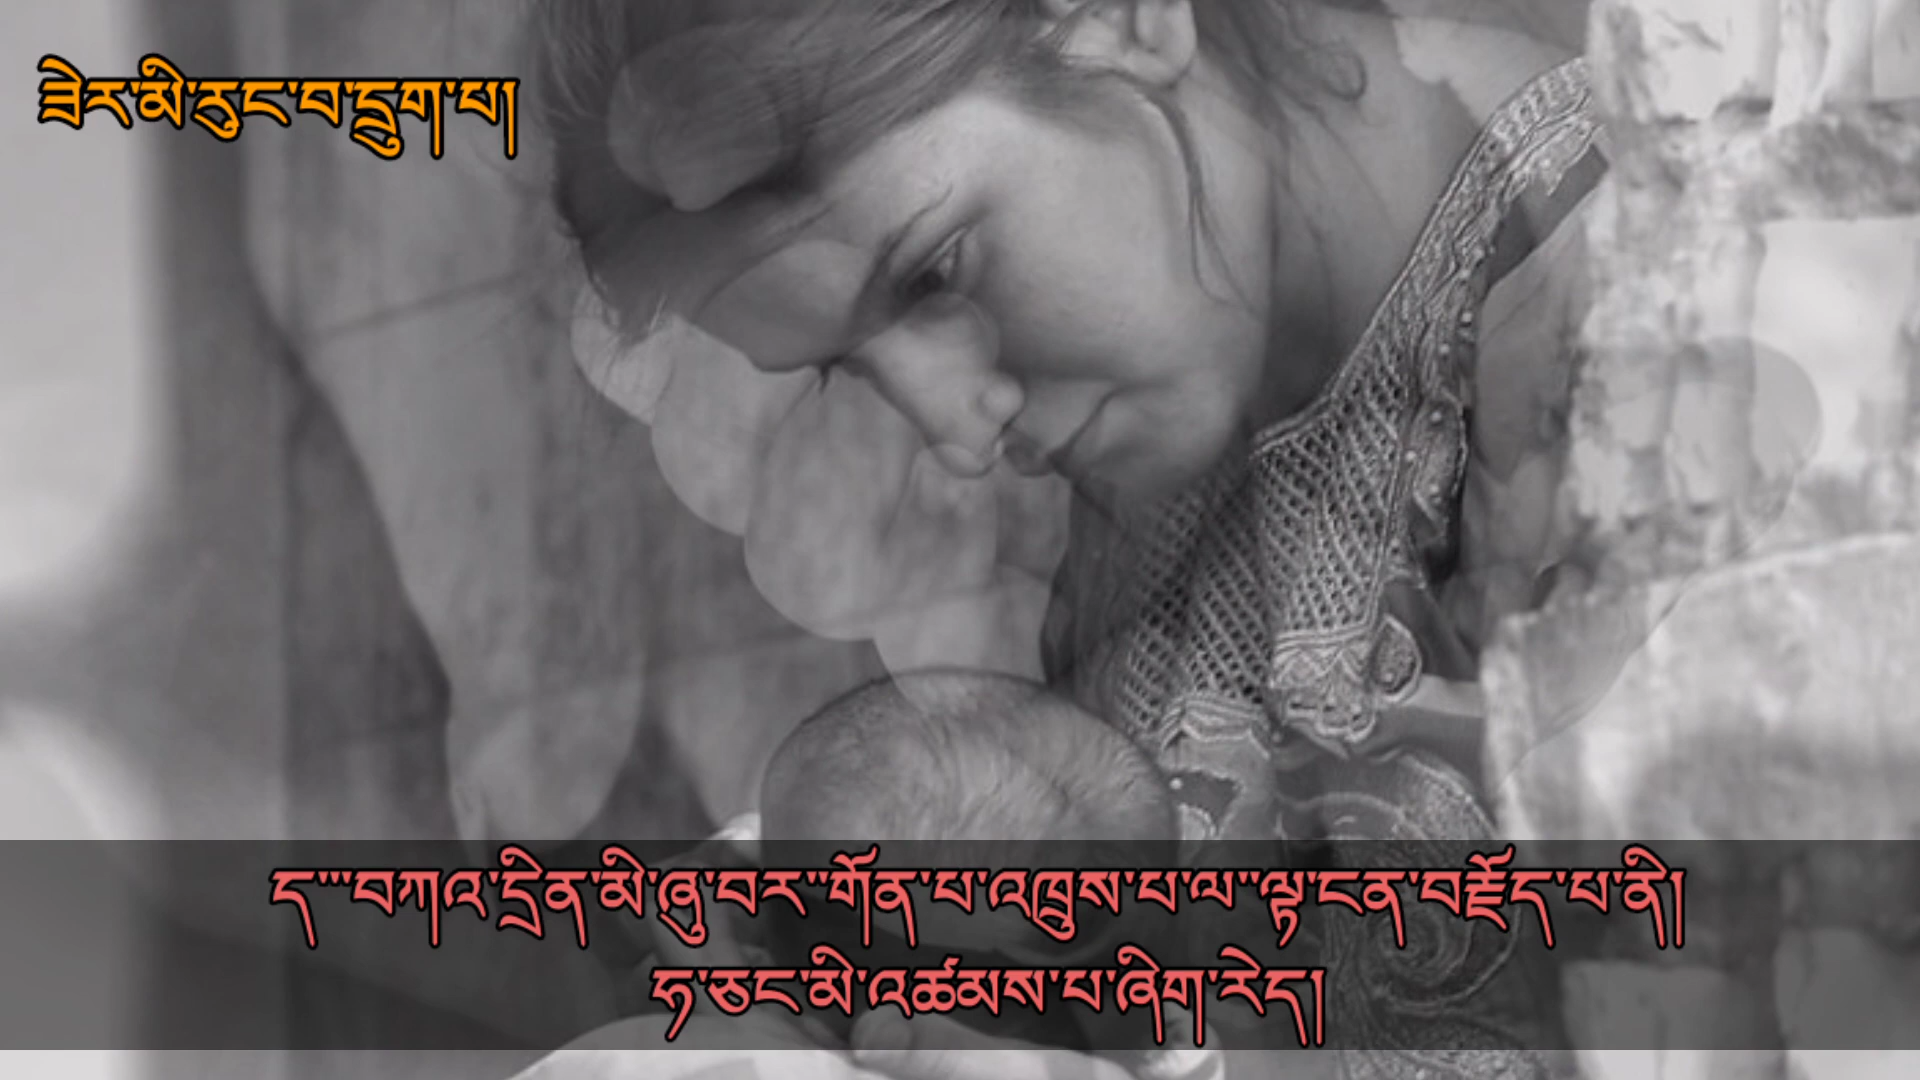 ཟེར་མི་རུང་བ་དྲུག་པ།
ད་་་བཀའ་དྲིན་མི་ཞུ་བར་་གོན་པ་འཁྲུས་པ་ལ་་ལྟ་ངན་བརྗོད་པ་ནི།
ཧ་ཅང་མི་འཚམས་པ་ཞིག་རེད།